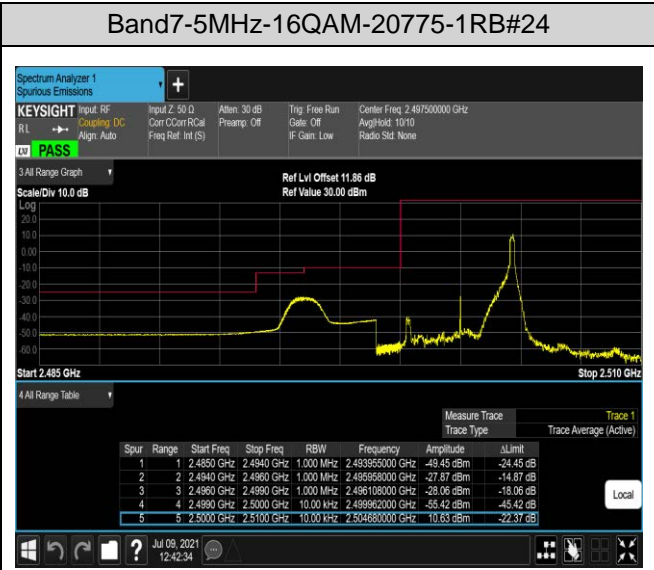 Band7-5MHz-16QAM-20775-1RB#24
Spectrum Analyzer 1
Spurious Emissions
+
KEYSIGHT Input: RF Input Z: 50 Ω Atten: 30 dB Trig: Free Run Center Freq: 2.497500000 GHz
RL Coupling: DC Corr CCorr RCal Preamp: Off Gate: Off Avg|Hold: 10/10
Align: Auto Freq Ref: Int (S) IF Gain: Low Radio Std: None
LXI PASS
3 All Range Graph
Ref Lvl Offset 11.86 dB
Scale/Div 10.0 dB Ref Value 30.00 dBm
Log
20.0
10.0
0.00
-10.0
-20.0
-30.0
-40.0
-50.0
-60.0
Start 2.485 GHz Stop 2.510 GHz
4 All Range Table
Measure Trace Trace 1
Trace Type Trace Average (Active)
Spur Range Start Freq Stop Freq RBW Frequency Amplitude ΔLimit
1 1 2.4850 GHz 2.4940 GHz 1.000 MHz 2.493955000 GHz -49.45 dBm -24.45 dB
2 2 2.4940 GHz 2.4960 GHz 1.000 MHz 2.495958000 GHz -27.87 dBm -14.87 dB
3 3 2.4960 GHz 2.4990 GHz 1.000 MHz 2.496108000 GHz -28.06 dBm -18.06 dB
4 4 2.4990 GHz 2.5000 GHz 10.00 kHz 2.499962000 GHz -55.42 dBm -45.42 dB
5 5 2.5000 GHz 2.5100 GHz 10.00 kHz 2.504680000 GHz 10.63 dBm -22.37 dB
Local
? Jul 09, 2021
12:42:34